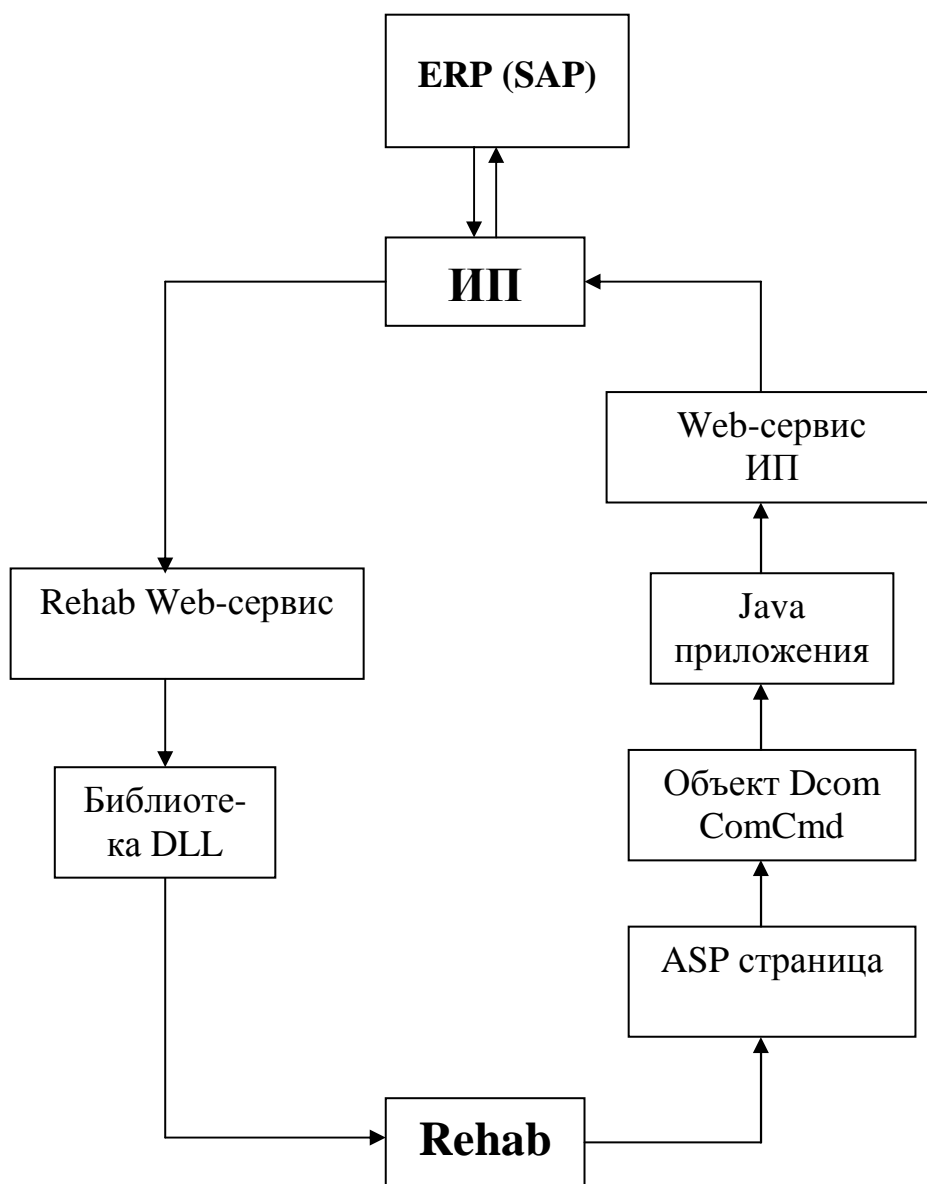 ERP (SAP)
ИП
Web-сервис
ИП
Rehab Web-сервис
Java
приложения
Объект Dcom
ComCmd
Библиоте-
ка DLL
ASP страница
Rehab